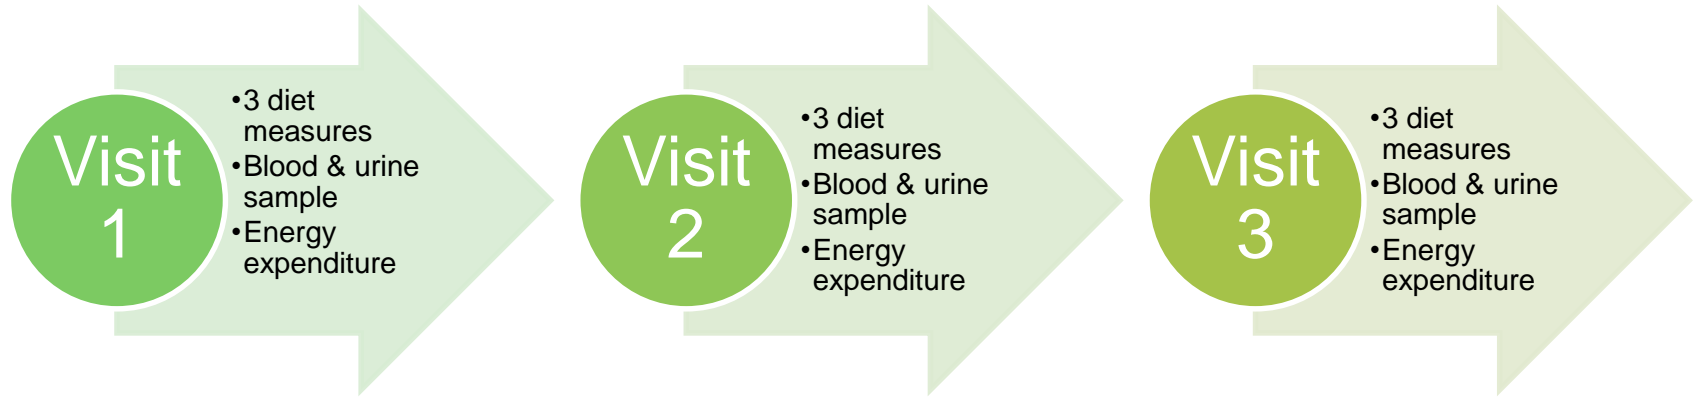 Visit
1
•3 diet
measures
•Blood & urine
sample
•Energy
expenditure
Visit
2
•3 diet
measures
•Blood & urine
sample
•Energy
expenditure
Visit
3
•3 diet
measures
•Blood & urine
sample
•Energy
expenditure